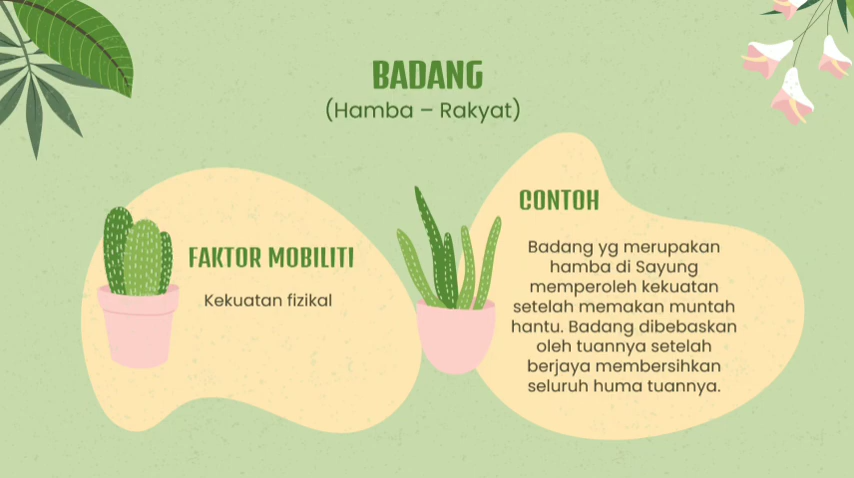 BADANG
(Hamba – Rakyat)
FAKTOR MOBILITI
Kekuatan fizikal
CONTOH
Badang yg merupakan
hamba di Sayung
memperoleh kekuatan
setelah memakan muntah
hantu. Badang dibebaskan
oleh tuannya setelah
berjaya membersihkan
seluruh huma tuannya.